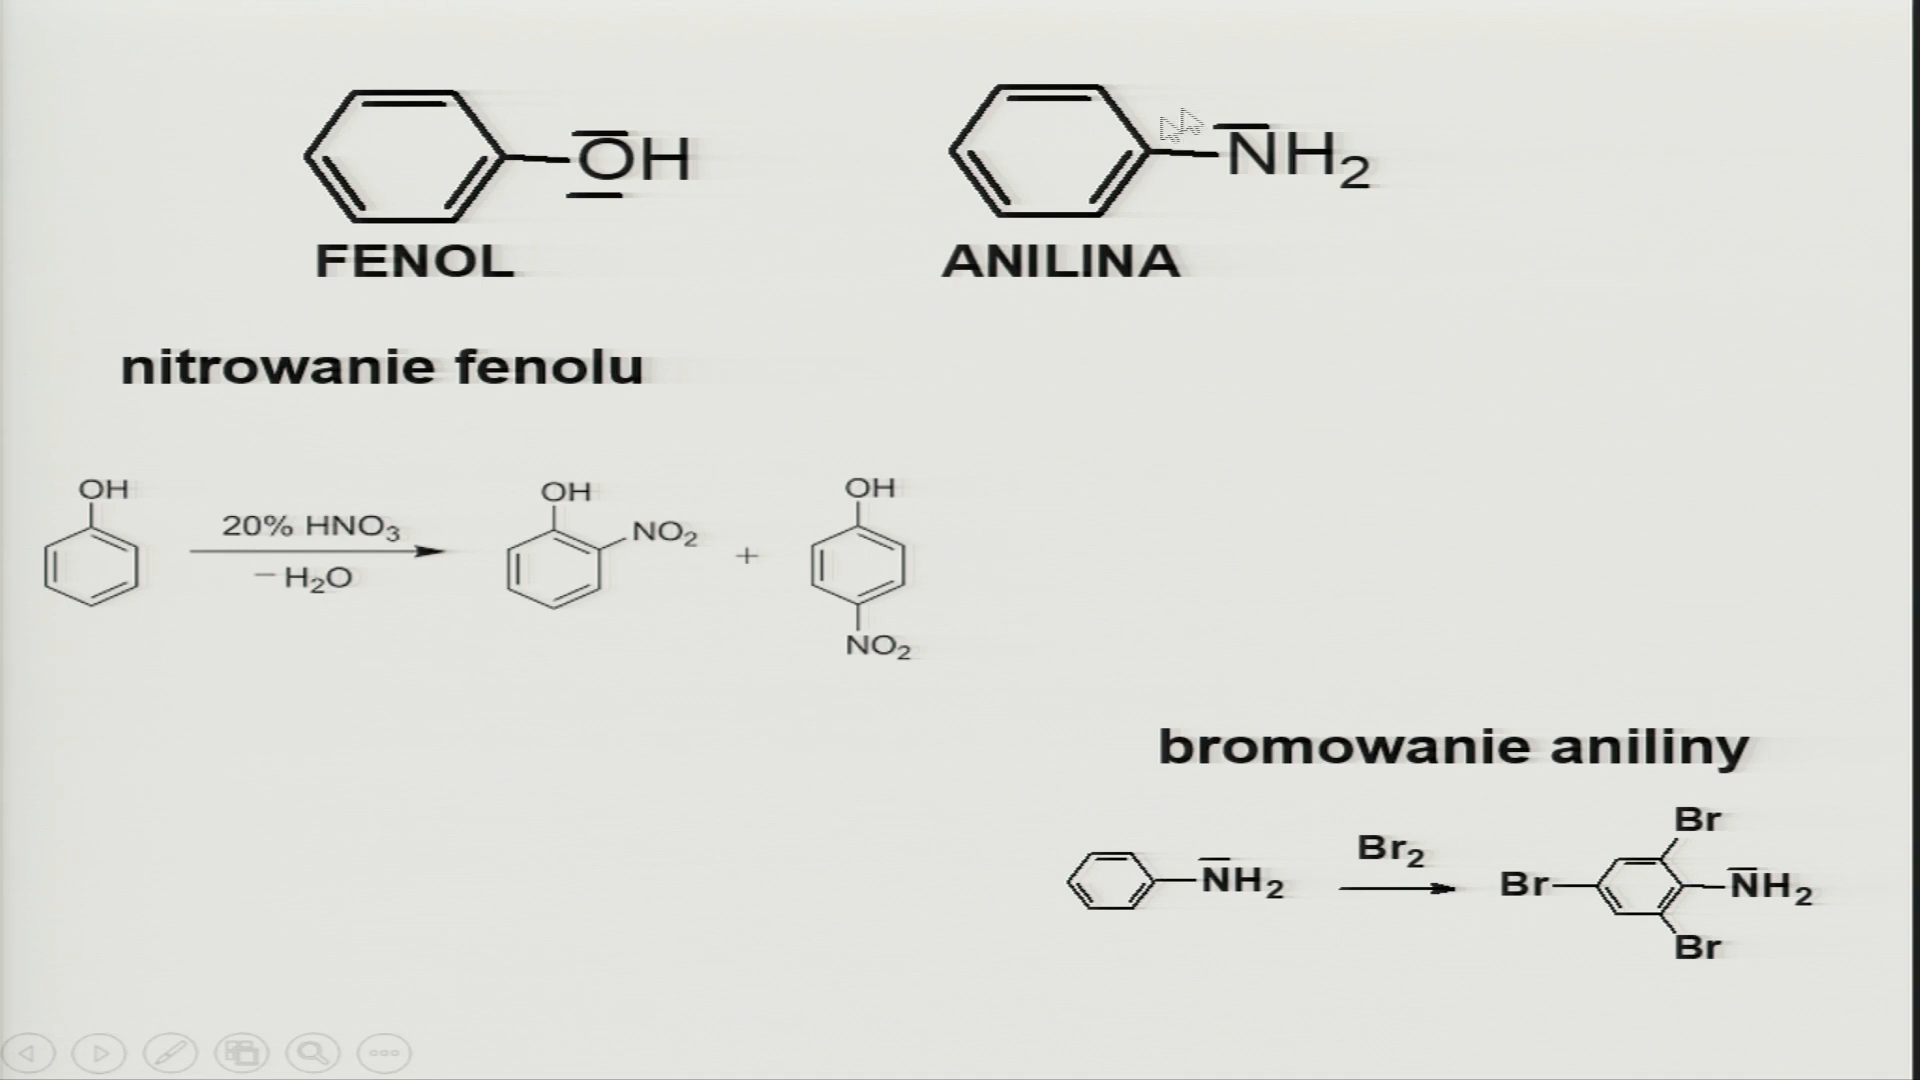 OH
NH2
FENOL
ANILINA
nitrowanie fenolu
OH
20% HNO3
– H2O
OH
NO2
+
OH
NO2
bromowanie aniliny
NH2
Br2
Br
Br
NH2
Br